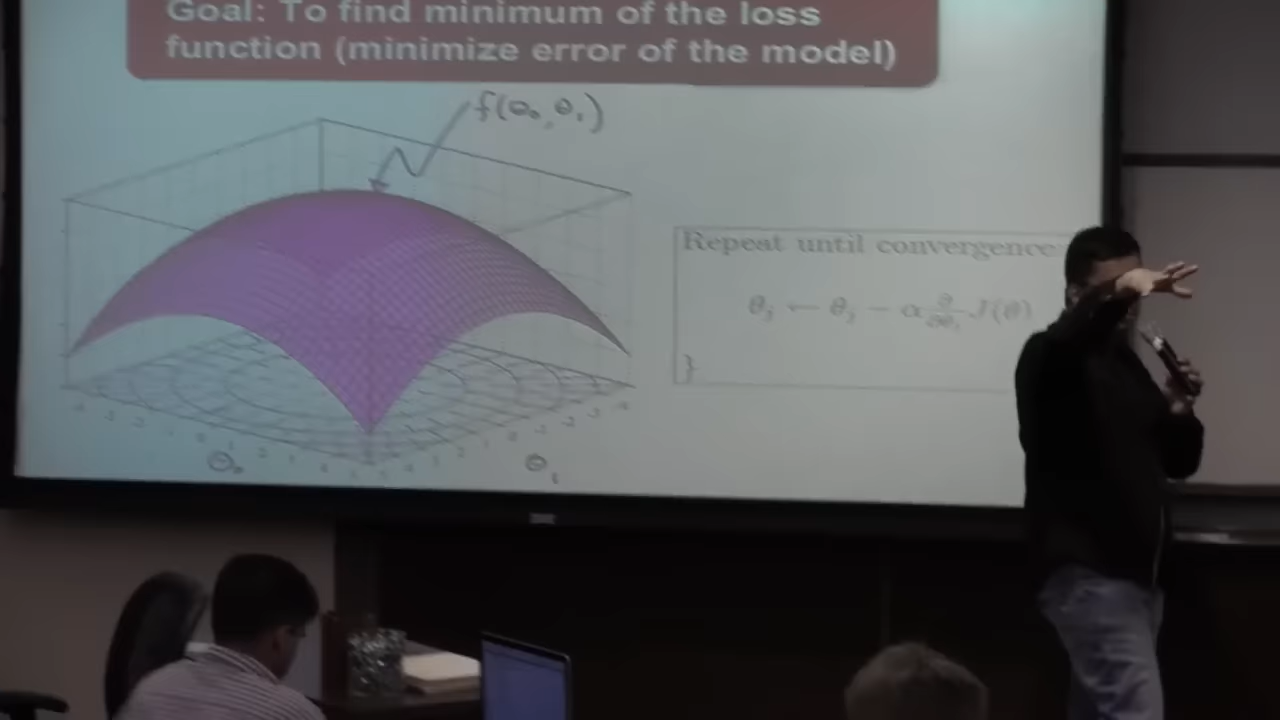 Goal: To find minimum of the loss
function (minimize error of the model)
f(θ₀, θ₁)
Repeat until convergence
θⱼ ← θⱼ − α ∂/∂θⱼ J(θ)
}
θ₀
θ₁